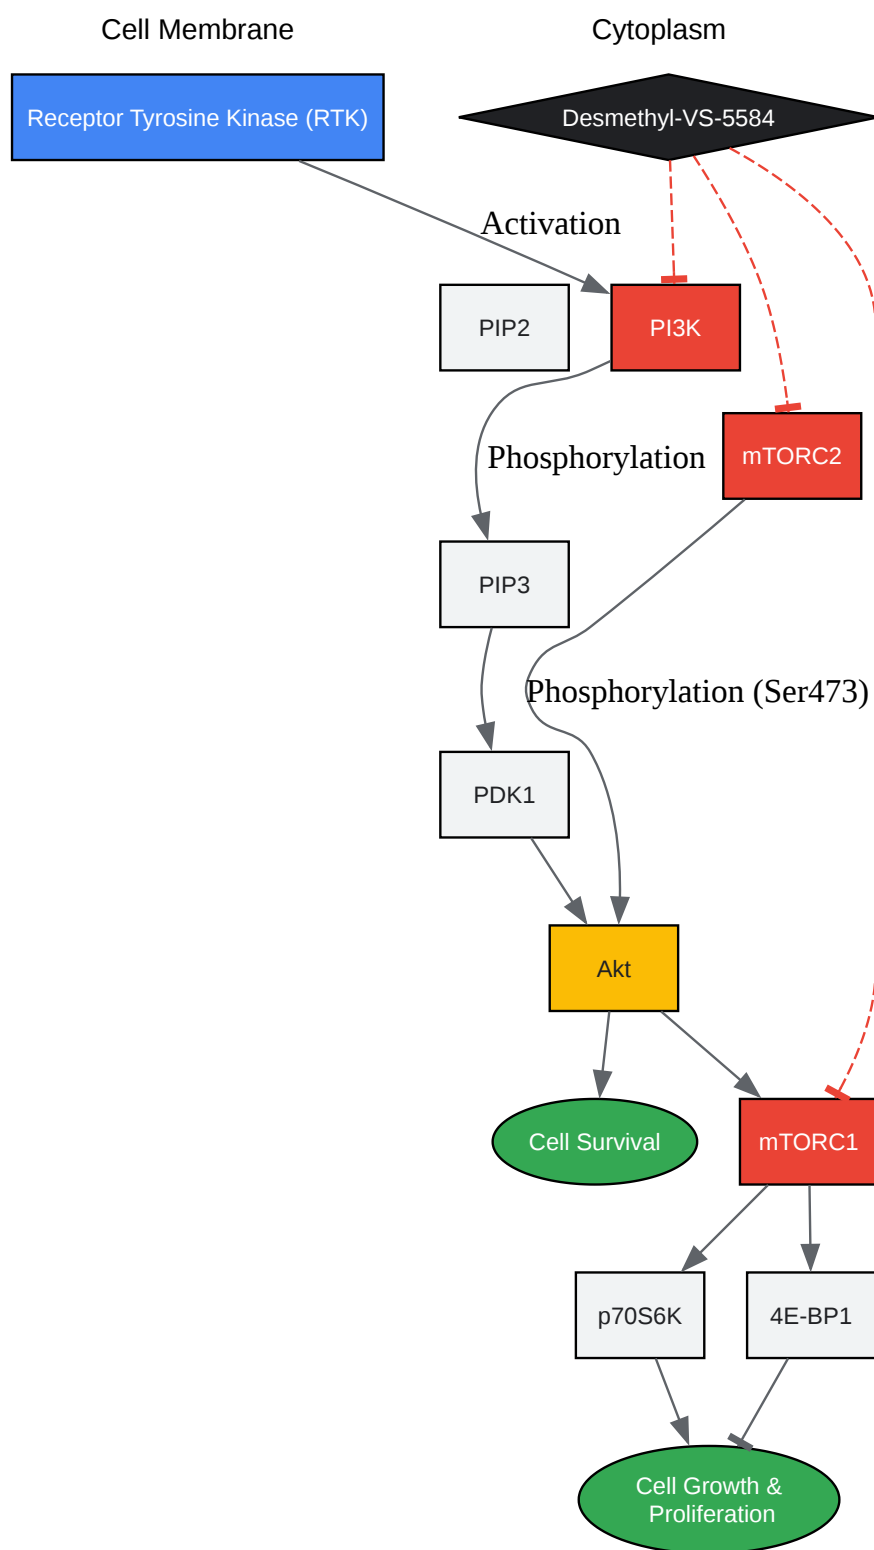 Cell Membrane
Cytoplasm
Receptor Tyrosine Kinase (RTK)
Desmethyl-VS-5584
Activation
PIP2
PI3K
Phosphorylation
mTORC2
PIP3
Phosphorylation (Ser473)
PDK1
Akt
Cell Survival
mTORC1
p70S6K
4E-BP1
Cell Growth &
Proliferation